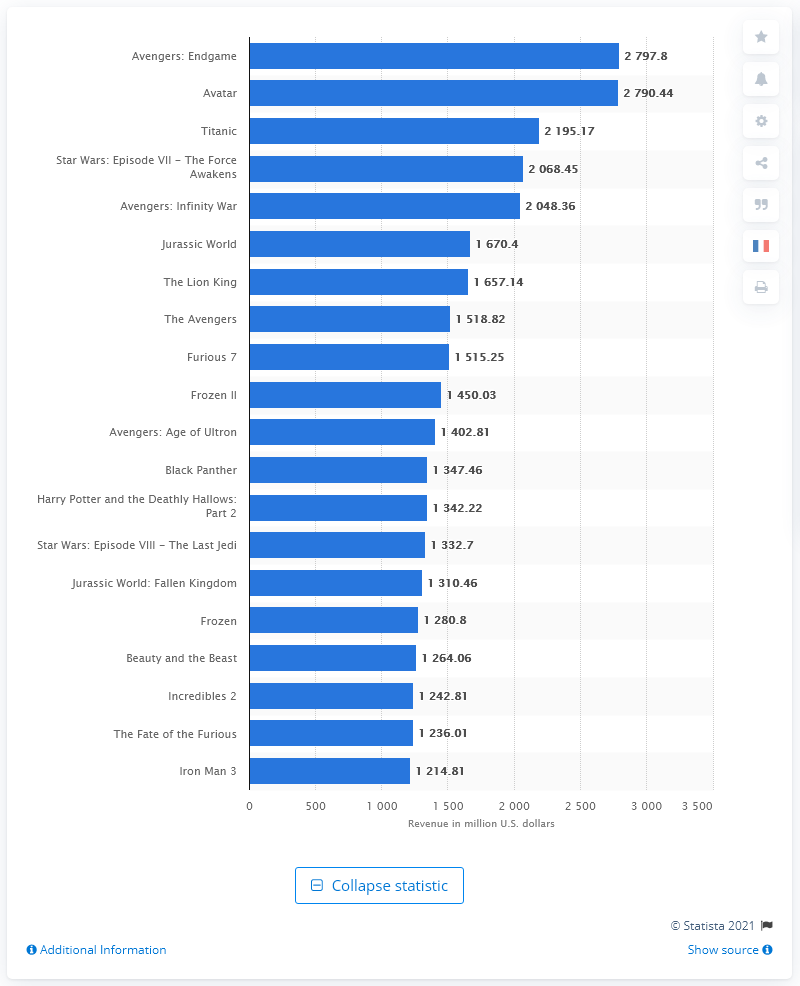 Avengers: Endgame 2 797.8
Avatar 2 790.44
Titanic 2 195.17
Star Wars: Episode VII – The Force
Awakens 2 068.45
Avengers: Infinity War 2 048.36
Jurassic World 1 670.4
The Lion King 1 657.14
The Avengers 1 518.82
Furious 7 1 515.25
Frozen II 1 450.03
Avengers: Age of Ultron 1 402.81
Black Panther 1 347.46
Harry Potter and the Deathly Hallows:
Part 2 1 342.22
Star Wars: Episode VIII – The Last Jedi 1 332.7
Jurassic World: Fallen Kingdom 1 310.46
Frozen 1 280.8
Beauty and the Beast 1 264.06
Incredibles 2 1 242.81
The Fate of the Furious 1 236.01
Iron Man 3 1 214.81
0 500 1 000 1 500 2 000 2 500 3 000 3 500
Revenue in million U.S. dollars
Collapse statistic
© Statista 2021
Additional Information Show source